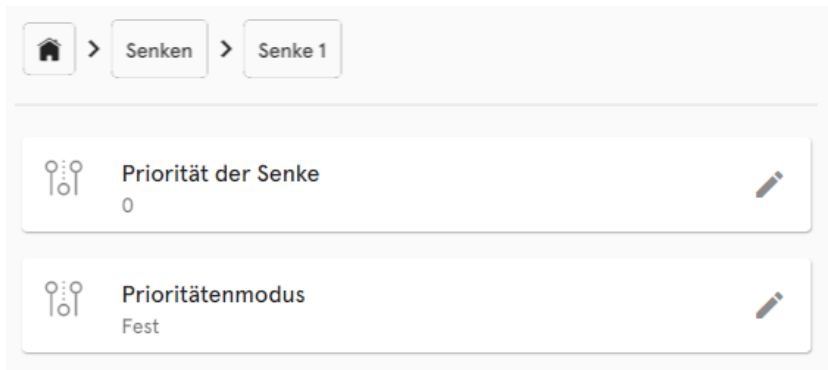 Senken Senke 1
Priorität der Senke
0
Prioritätenmodus
Fest